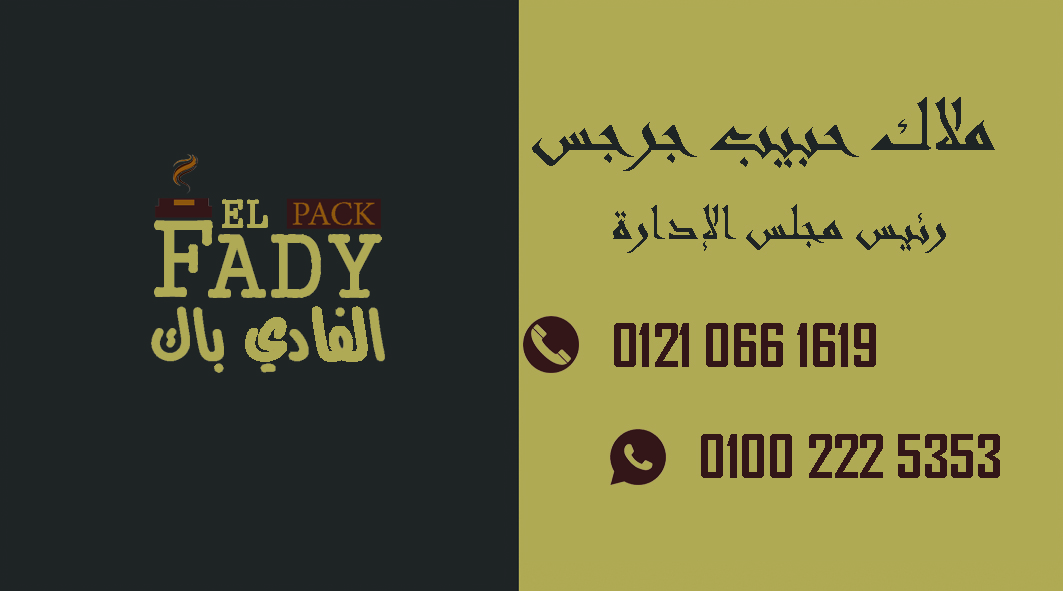 EL PACK
FADY
الفادي باك
ملاك حبيب جرجس
رئيس مجلس الإدارة
0121 066 1619
0100 222 5353